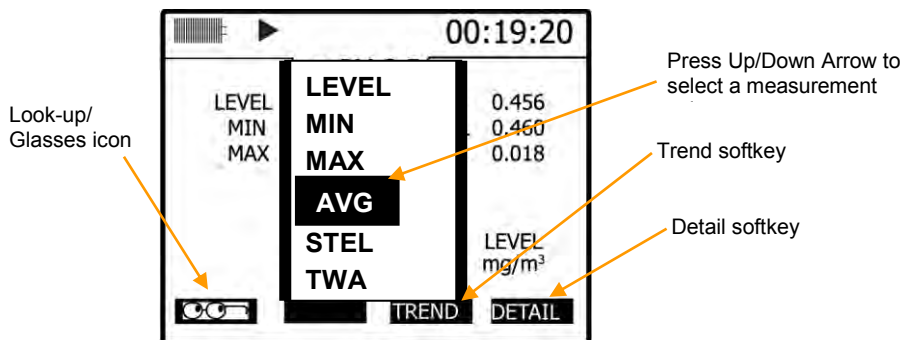 00:19:20
Press Up/Down Arrow to
select a measurement
Look-up/
Glasses icon
LEVEL
MIN
MAX
LEVEL
MIN
MAX
AVG
STEL
TWA
0.456
0.460
0.018
Trend softkey
Detail softkey
LEVEL
mg/m³
TREND
DETAIL